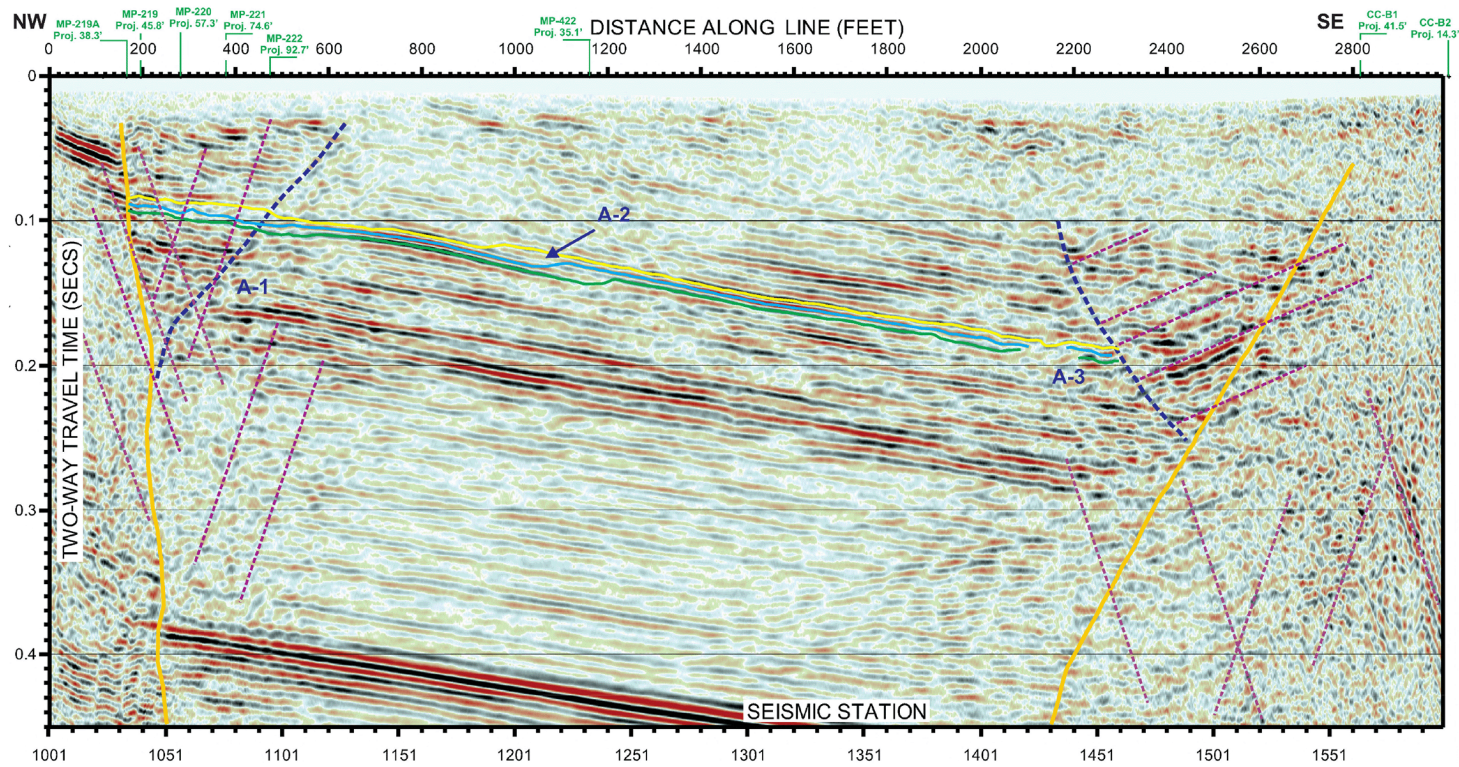 NW
MP-219A
Proj. 38.3'
MP-219
Proj. 45.8'
MP-220
Proj. 57.3'
MP-221
Proj. 74.6'
MP-222
Proj. 92.7'
MP-422
Proj. 35.1'
DISTANCE ALONG LINE (FEET)
SE
CC-B1
Proj. 41.5'
CC-B2
Proj. 14.3'
0 200 400 600 800 1000 1200 1400 1600 1800 2000 2200 2400 2600 2800
0
0.1
0.2
0.3
0.4
TWO-WAY TRAVEL TIME (SECS)
A-2
A-1
A-3
SEISMIC STATION
1001 1051 1101 1151 1201 1251 1301 1351 1401 1451 1501 1551